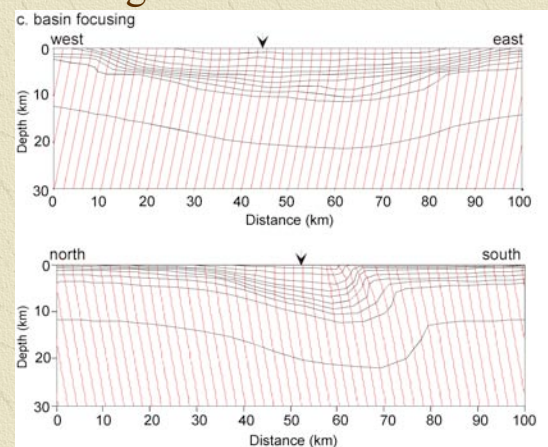 c. basin focusing
west east
0
10
20
30
Depth (km)
0 10 20 30 40 50 60 70 80 90 100
Distance (km)
north south
0
10
20
30
Depth (km)
0 10 20 30 40 50 60 70 80 90 100
Distance (km)